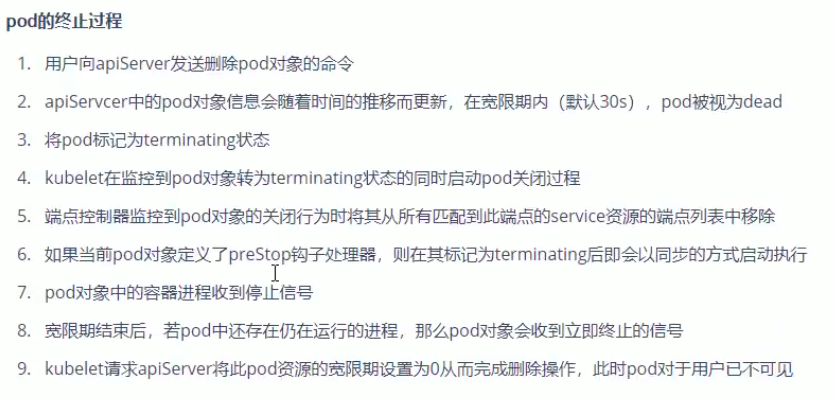 pod的终止过程
1. 用户向apiServer发送删除pod对象的命令
2. apiServcer中的pod对象信息会随着时间的推移而更新，在宽限期内（默认30s），pod被视为dead
3. 将pod标记为terminating状态
4. kubelet在监控到pod对象转为terminating状态的同时启动pod关闭过程
5. 端点控制器监控到pod对象的关闭行为时将其从所有匹配到此端点的service资源的端点列表中移除
6. 如果当前pod对象定义了preStop钩子处理器，则在其标记为terminating后即会以同步的方式启动执行
7. pod对象中的容器进程收到停止信号
8. 宽限期结束后，若pod中还存在仍在运行的进程，那么pod对象会收到立即终止的信号
9. kubelet请求apiServer将此pod资源的宽限期设置为0从而完成删除操作，此时pod对于用户已不可见